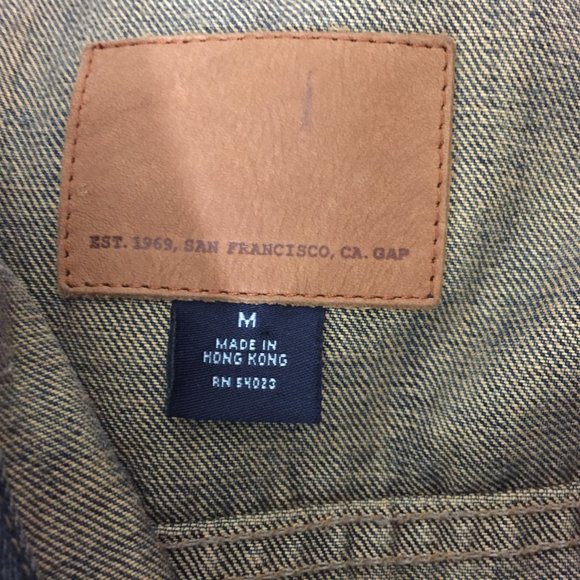 EST. 1969, SAN FRANCISCO, CA. GAP
M
MADE IN
HONG KONG
RN 54023